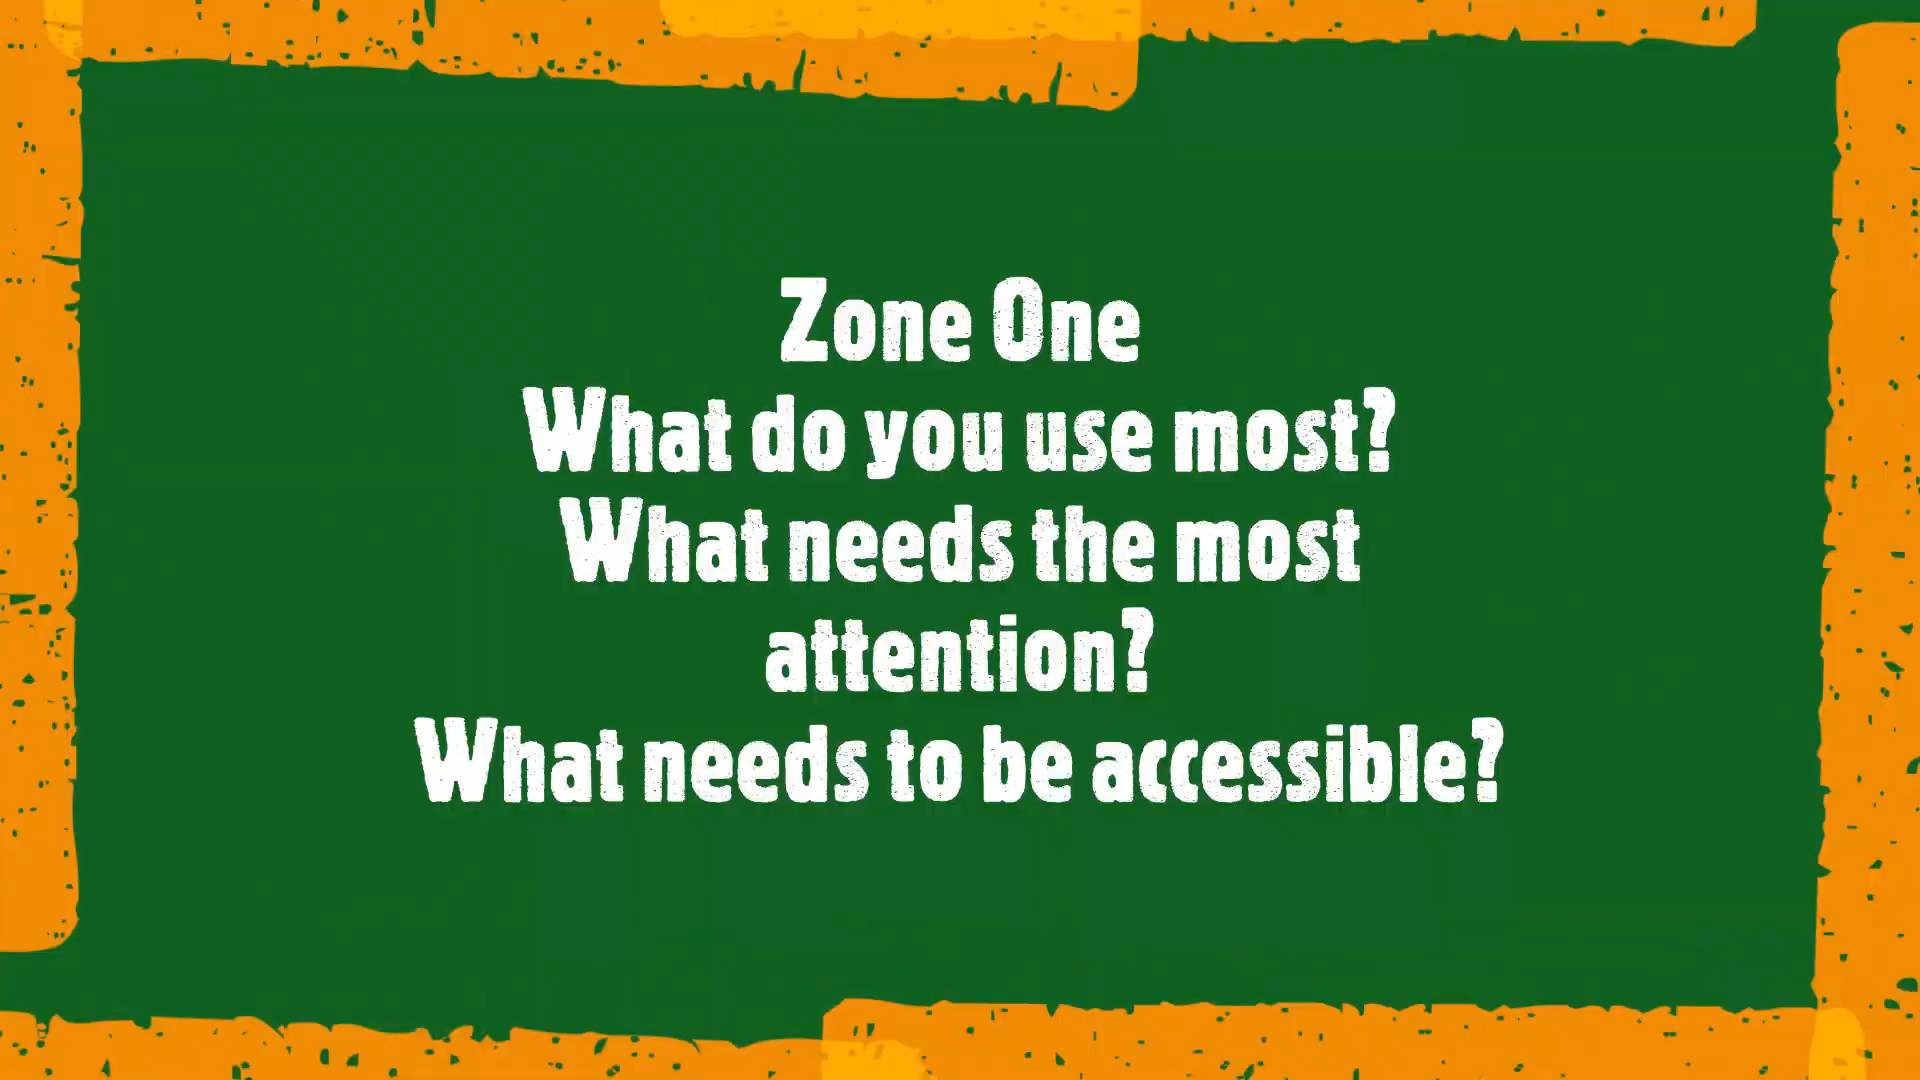 Zone One
What do you use most?
What needs the most
attention?
What needs to be accessible?